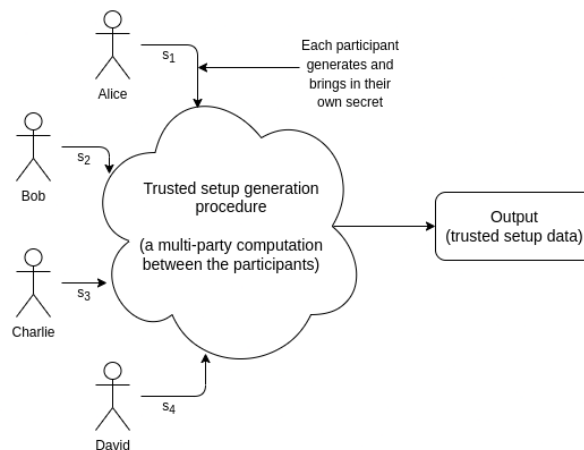 s1
Alice
Each participant
generates and
brings in their
own secret
s2
Bob
Trusted setup generation
procedure
(a multi-party computation
between the participants)
Output
(trusted setup data)
s3
Charlie
s4
David